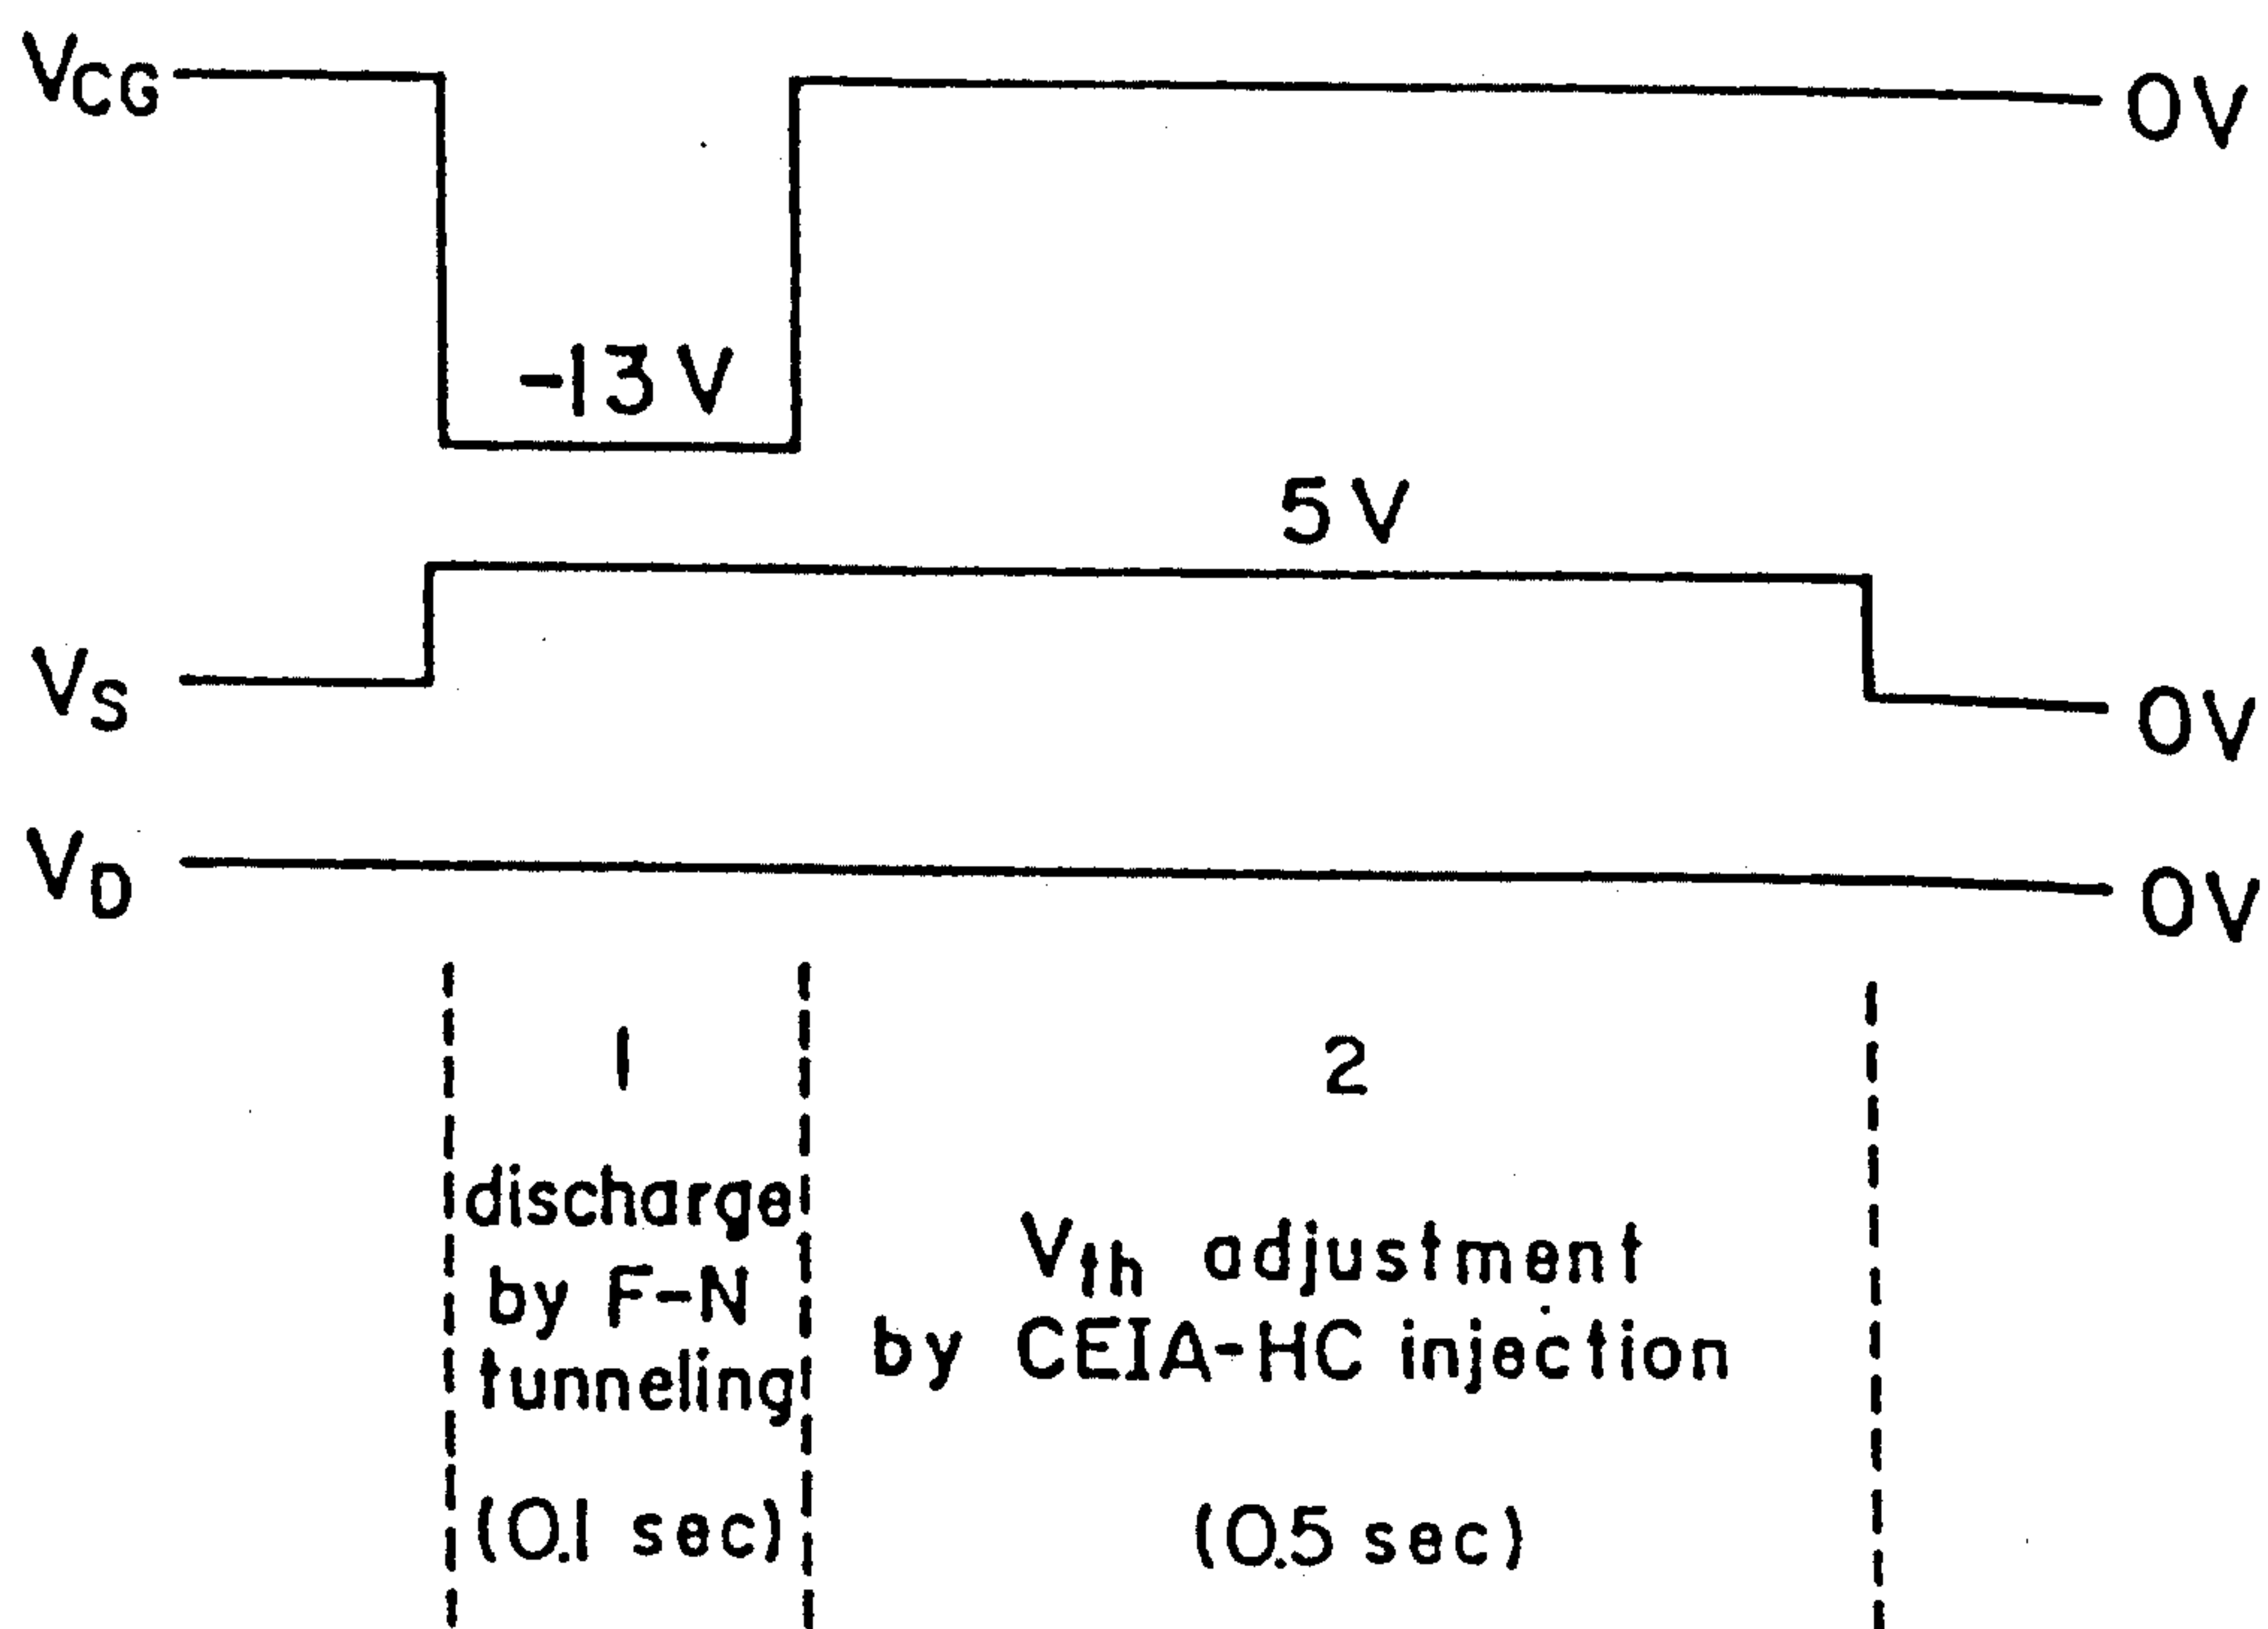 VCG
0V
-13V
5V
VS
0V
VD
0V
1
2
discharge
by F-N
tunneling
(0.1 sec)
Vth adjustment
by CEIA-HC injection
(0.5 sec)